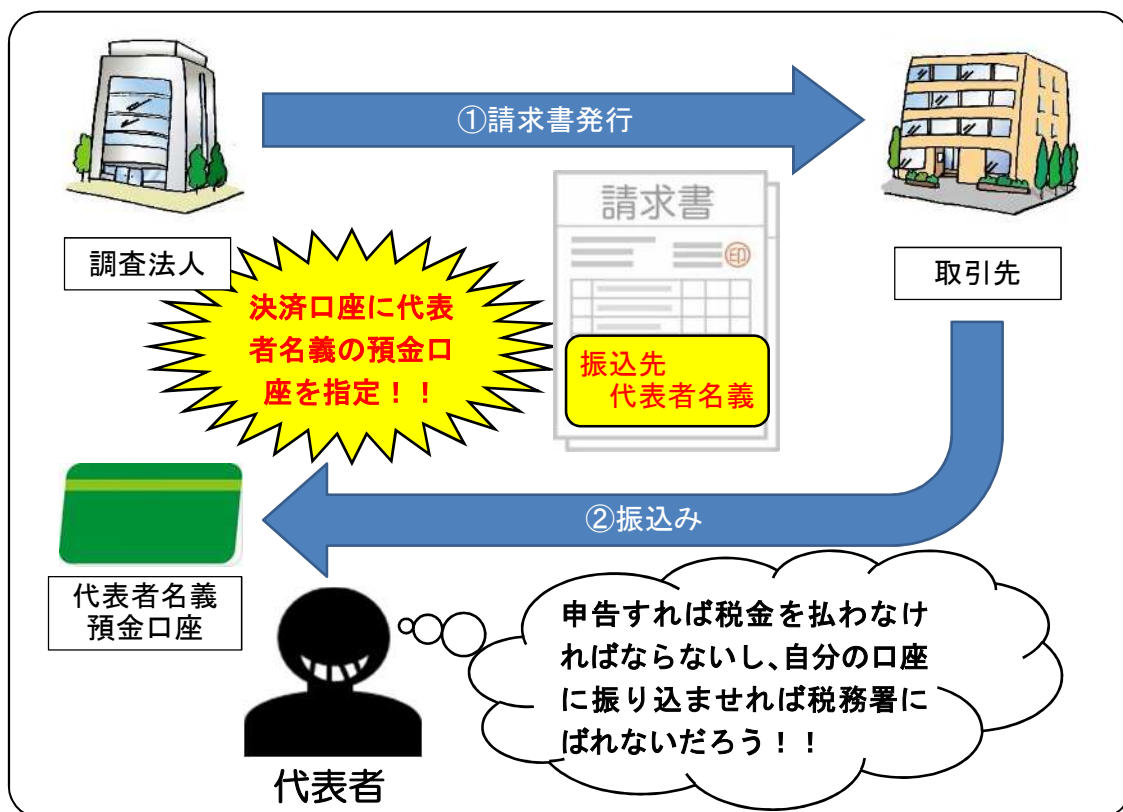 ①請求書発行
請求書
印
調査法人
取引先
決済口座に代表
者名義の預金口
座を指定!!
振込先
代表者名義
②振込み
代表者名義
預金口座
申告すれば税金を払わなけ
ればならないし、自分の口座
に振り込ませれば税務署に
ばれないだろう!!
代表者